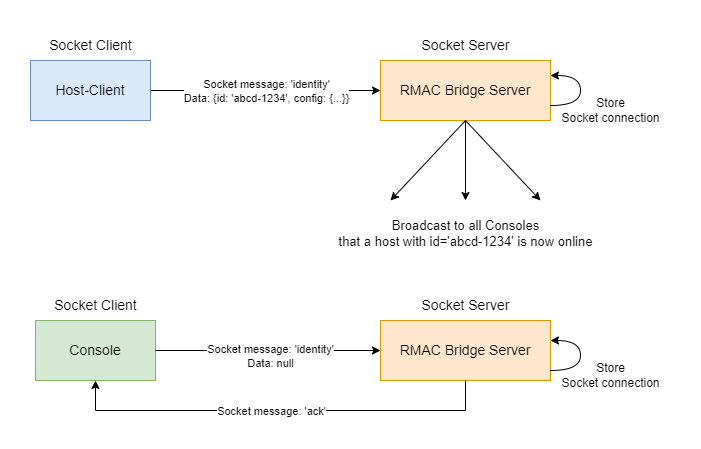 Socket Client
Socket Server
Host-Client
Socket message: 'identity'
Data: {id: 'abcd-1234', config: {...}}
RMAC Bridge Server
Store
Socket connection
Broadcast to all Consoles
that a host with id='abcd-1234' is now online
Socket Client
Socket Server
Console
Socket message: 'identity'
Data: null
RMAC Bridge Server
Store
Socket connection
Socket message: 'ack'